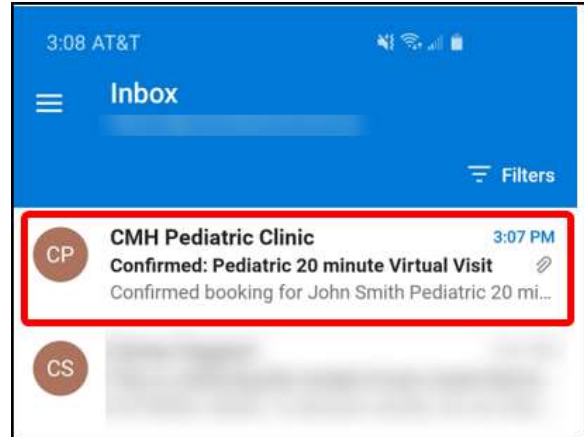 3:08 AT&T
Inbox
Filters
CMH Pediatric Clinic 3:07 PM
CP
Confirmed: Pediatric 20 minute Virtual Visit
Confirmed booking for John Smith Pediatric 20 mi...
CS